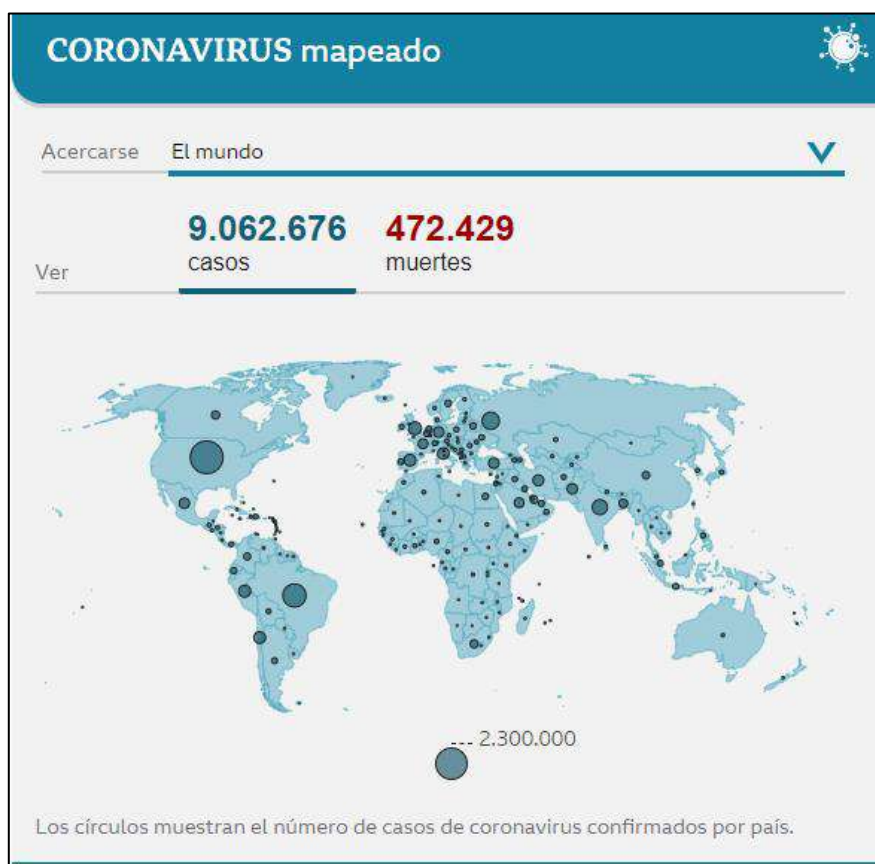 CORONAVIRUS mapeado
Acercarse El mundo
9.062.676 472.429
casos muertes
Ver
2.300.000
Los círculos muestran el número de casos de coronavirus confirmados por país.